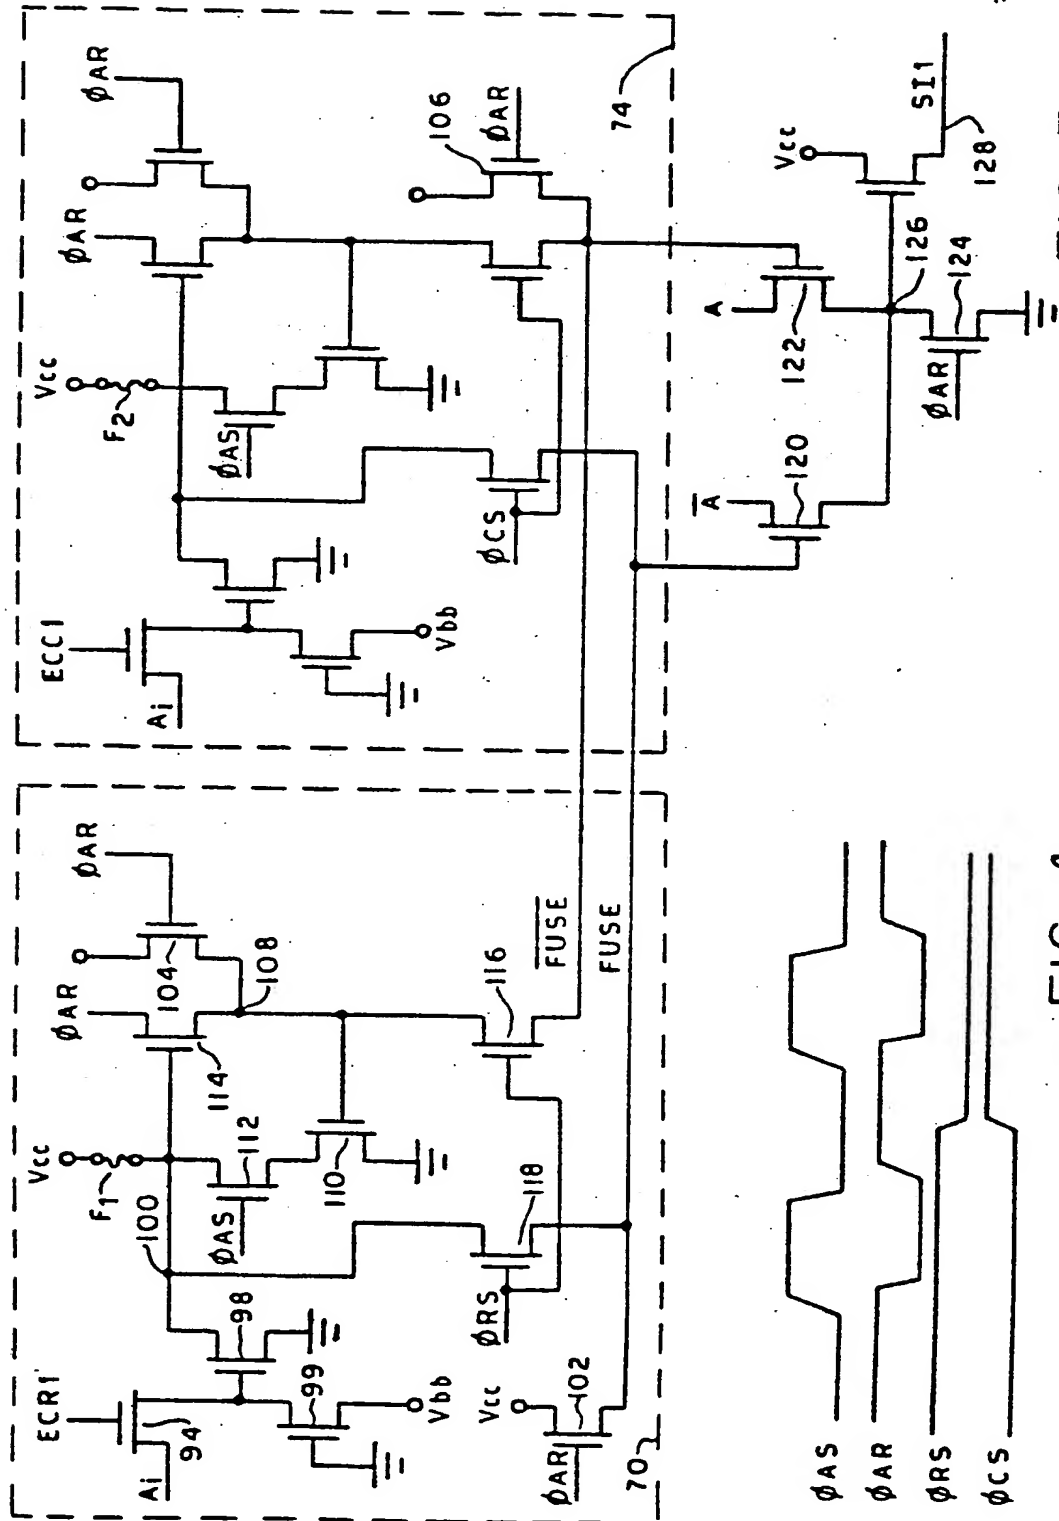 ECR1
Ai
94
98
99
Vbb
100
Vcc
F1
ØAS
112
110
114
ØAR
104
ØAR
108
ØRS
118
116
FUSE
FUSE
Vcc
ØAR
102
70
ECC1
Ai
Vbb
Vcc
F2
ØAS
ØAR
ØAR
ØCS
106
ØAR
74
A
120
A
122
126
ØAR
124
Vcc
SI1
128
ØAS
ØAR
ØRS
ØCS